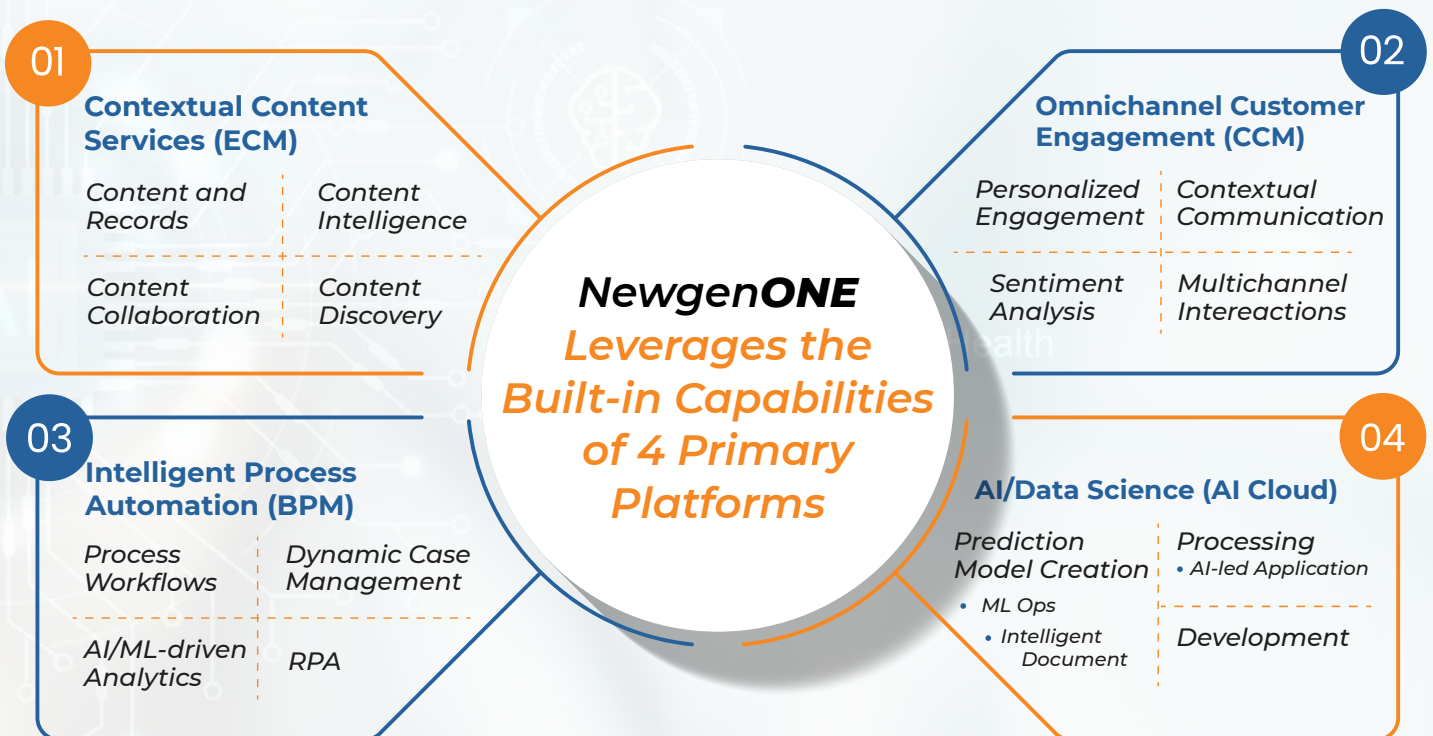 01
Contextual Content
Services (ECM)
Content and
Records
Content
Intelligence
Content
Collaboration
Content
Discovery
02
Omnichannel Customer
Engagement (CCM)
Personalized
Engagement
Contextual
Communication
Sentiment
Analysis
Multichannel
Intereactions
NewgenONE
Leverages the
Built-in Capabilities
of 4 Primary
Platforms
03
Intelligent Process
Automation (BPM)
Process
Workflows
Dynamic Case
Management
AI/ML-driven
Analytics
RPA
04
AI/Data Science (AI Cloud)
Prediction
Model Creation
• ML Ops
• Intelligent
Document
Processing
• AI-led Application
Development